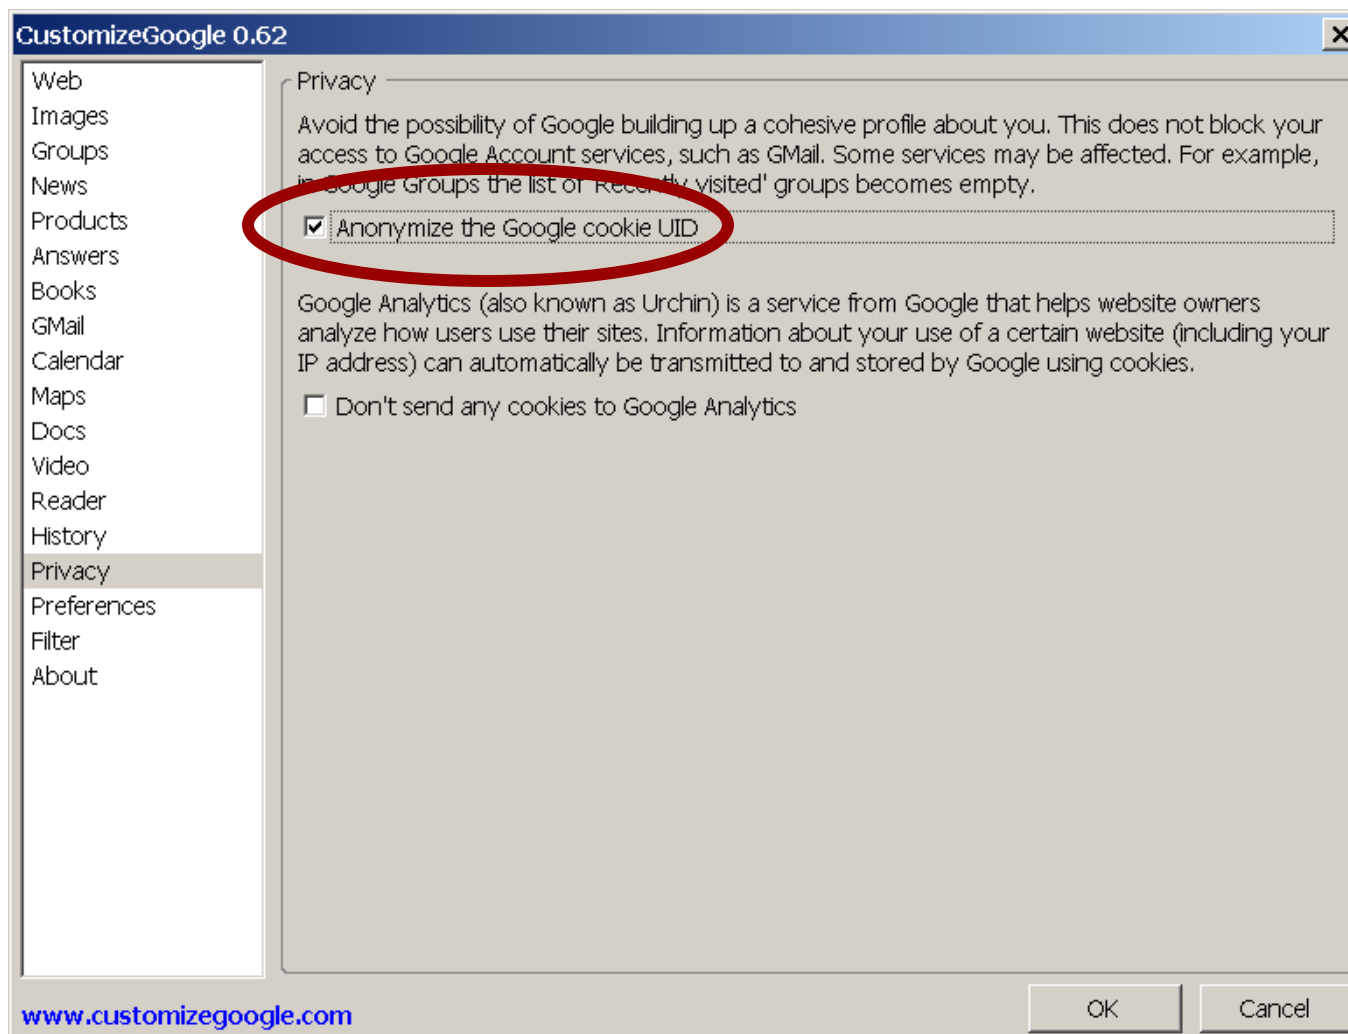 CustomizeGoogle 0.62
Web
Images
Groups
News
Products
Answers
Books
GMail
Calendar
Maps
Docs
Video
Reader
History
Privacy
Preferences
Filter
About
Privacy
Avoid the possibility of Google building up a cohesive profile about you. This does not block your
access to Google Account services, such as GMail. Some services may be affected. For example,
in Google Groups the list of 'Recently visited' groups becomes empty.
Anonymize the Google cookie UID
Google Analytics (also known as Urchin) is a service from Google that helps website owners
analyze how users use their sites. Information about your use of a certain website (including your
IP address) can automatically be transmitted to and stored by Google using cookies.
Don't send any cookies to Google Analytics
www.customizegoogle.com
OK
Cancel